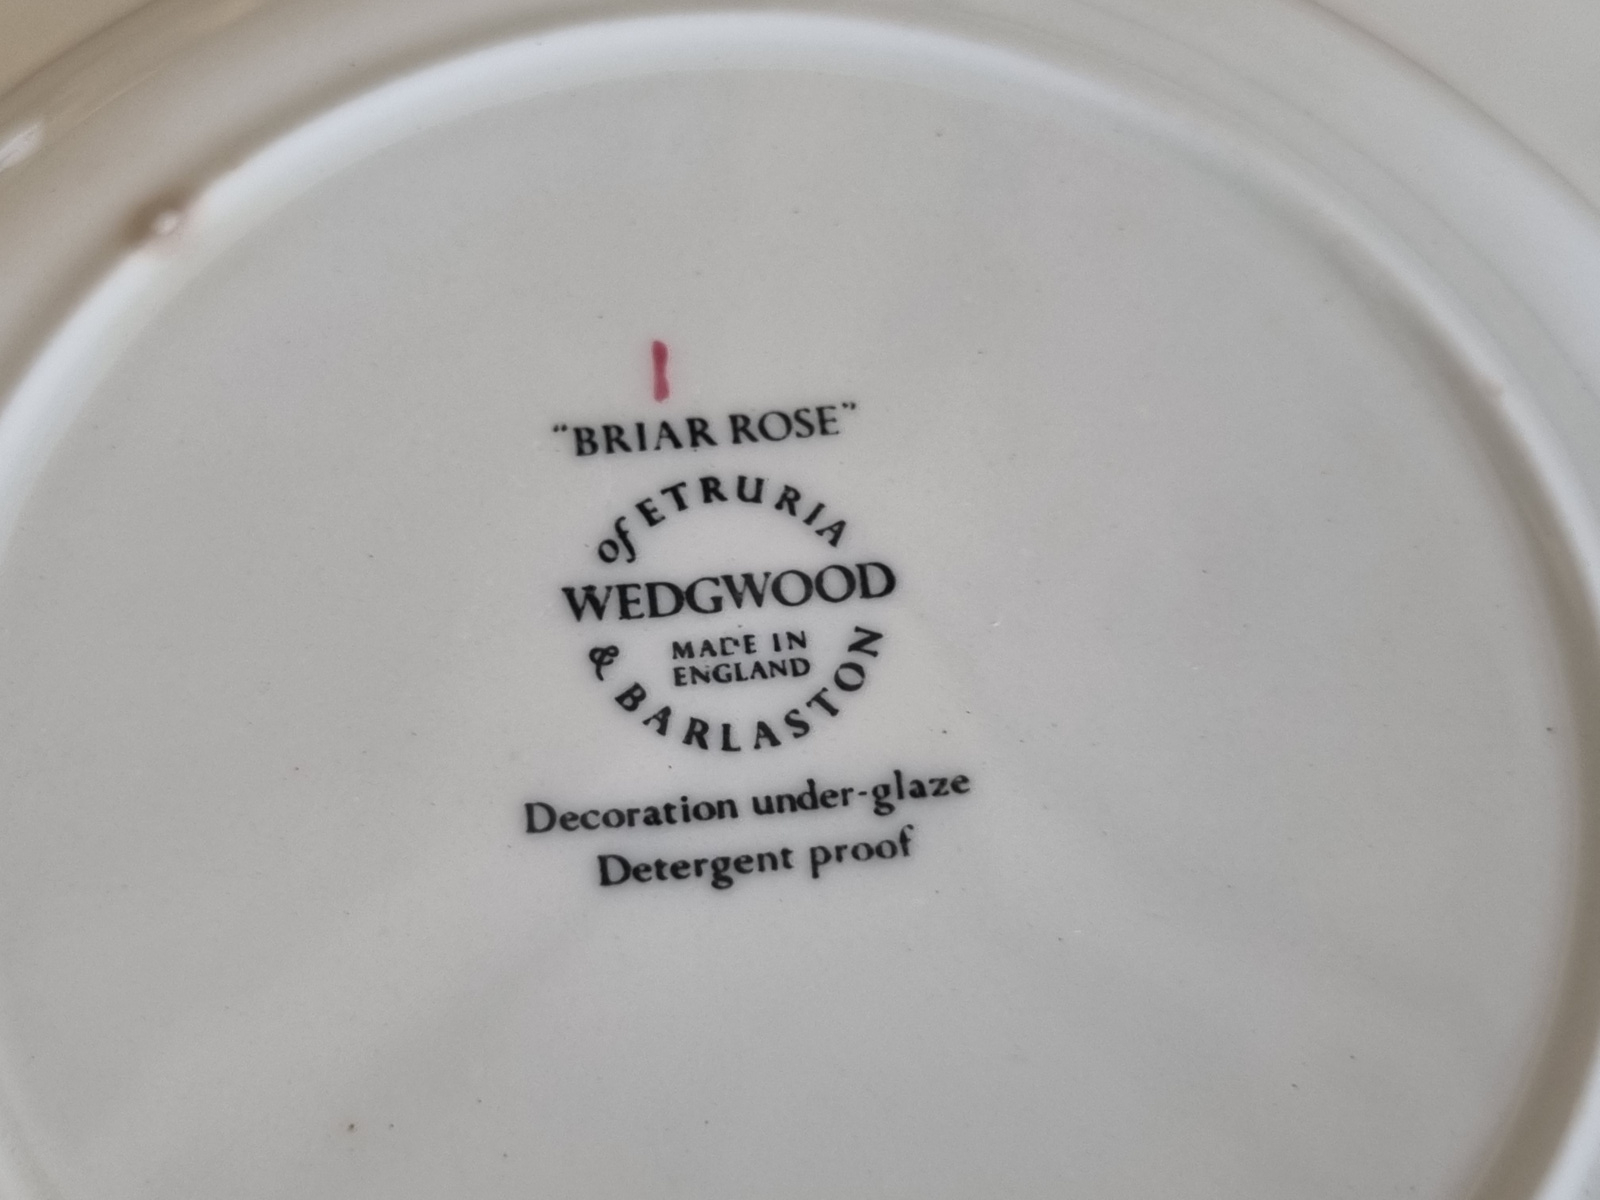 "BRIAR ROSE"
of ETRURIA
WEDGWOOD
MADE IN
ENGLAND
& BARLASTON
Decoration under-glaze
Detergent proof